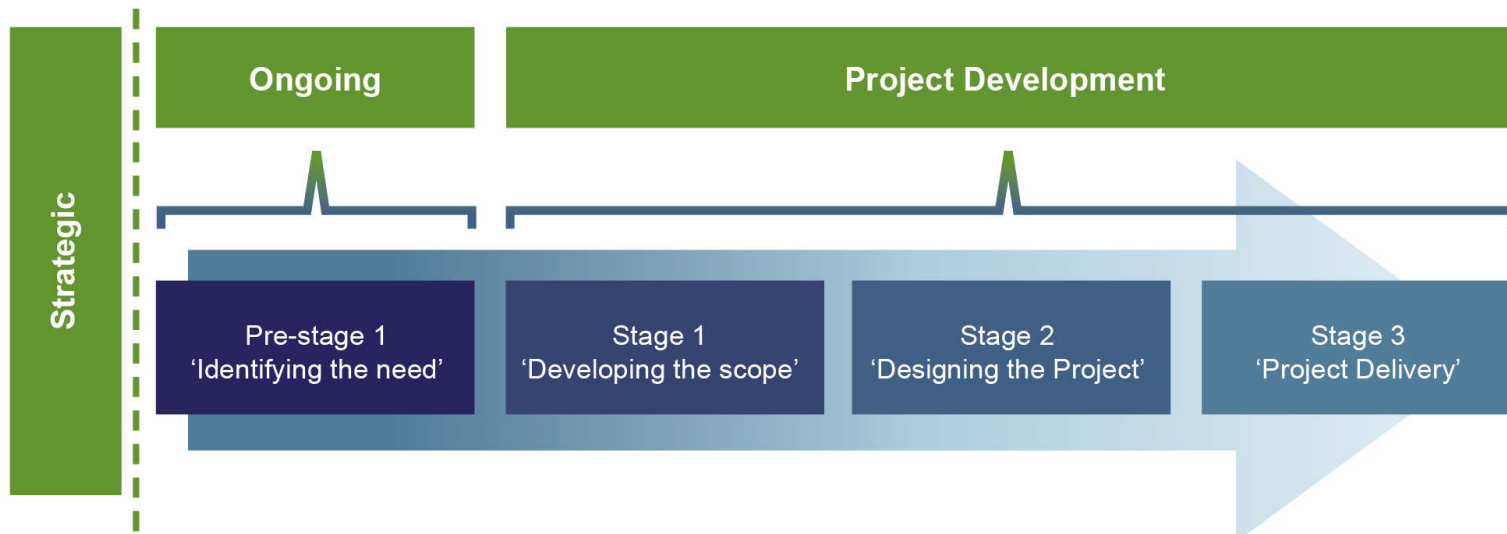 Strategic
Ongoing
Project Development
Pre-stage 1
‘Identifying the need’
Stage 1
‘Developing the scope’
Stage 2
‘Designing the Project’
Stage 3
‘Project Delivery’